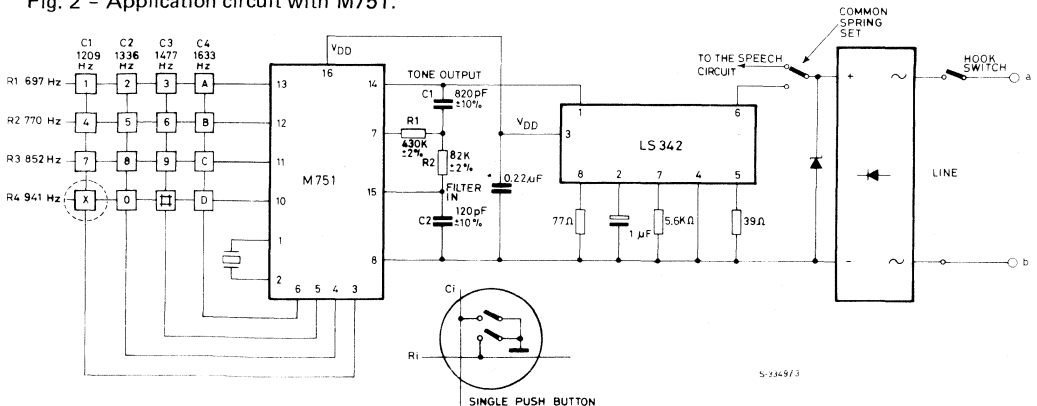 Fig. 2 – Application circuit with M751.
COMMON
SPRING
SET
C1 C2 C3 C4
1209 1336 1477 1633
Hz Hz Hz Hz
R1 697 Hz 1 2 3 A
R2 770 Hz 4 5 6 B
R3 852 Hz 7 8 9 C
R4 941 Hz X 0 D
VDD
16
13
12
11
10
1
2
6 5 4 3
M751
14
7
15
8
TONE OUTPUT
C1 820pF
±10%
R1
430K
±2%
R2 82K
±2%
FILTER
IN
C2 120pF
±10%
0.22µF
VDD
1 6
3
LS 342
8 2 7 4 5
77Ω
1 µF
5.6KΩ
39Ω
TO THE SPEECH
CIRCUIT
+ ~
- ~
HOOK
SWITCH
a
LINE
b
Ci
Ri
SINGLE PUSH BUTTON
S-3349/3